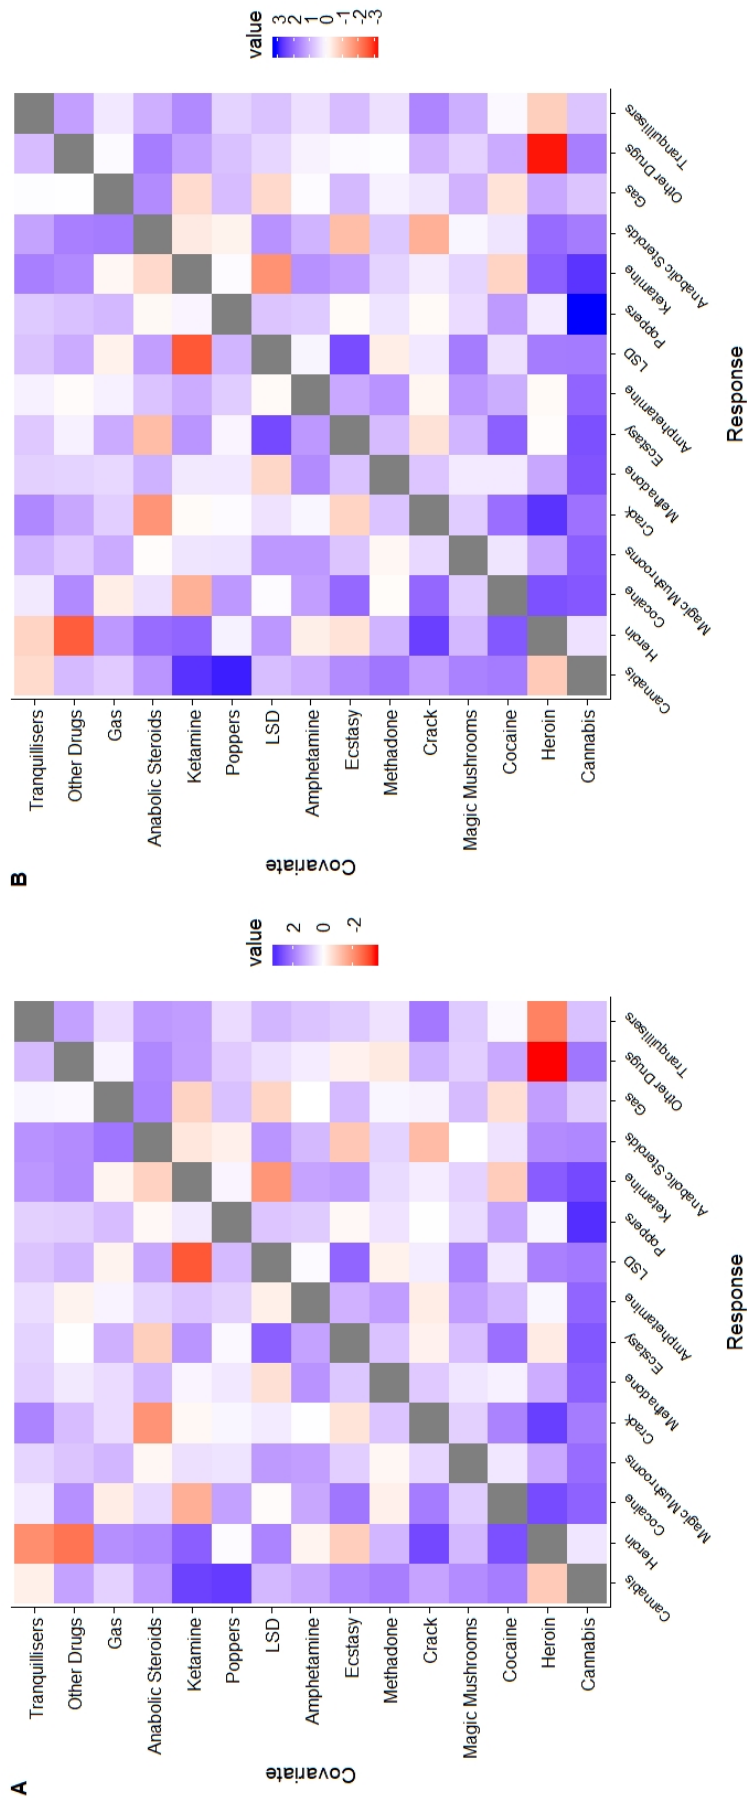 B
Covariate
Tranquillisers
Other Drugs
Gas
Anabolic Steroids
Ketamine
Poppers
LSD
Amphetamine
Ecstasy
Methadone
Crack
Magic Mushrooms
Cocaine
Heroin
Cannabis
Cannabis
Heroin
Cocaine
Magic Mushrooms
Crack
Methadone
Ecstasy
Amphetamine
LSD
Poppers
Ketamine
Anabolic Steroids
Gas
Other Drugs
Tranquillisers
Response
value
3
2
1
0
-1
-2
-3
A
Covariate
Tranquillisers
Other Drugs
Gas
Anabolic Steroids
Ketamine
Poppers
LSD
Amphetamine
Ecstasy
Methadone
Crack
Magic Mushrooms
Cocaine
Heroin
Cannabis
Cannabis
Heroin
Cocaine
Magic Mushrooms
Crack
Methadone
Ecstasy
Amphetamine
LSD
Poppers
Ketamine
Anabolic Steroids
Gas
Other Drugs
Tranquillisers
Response
value
2
0
-2